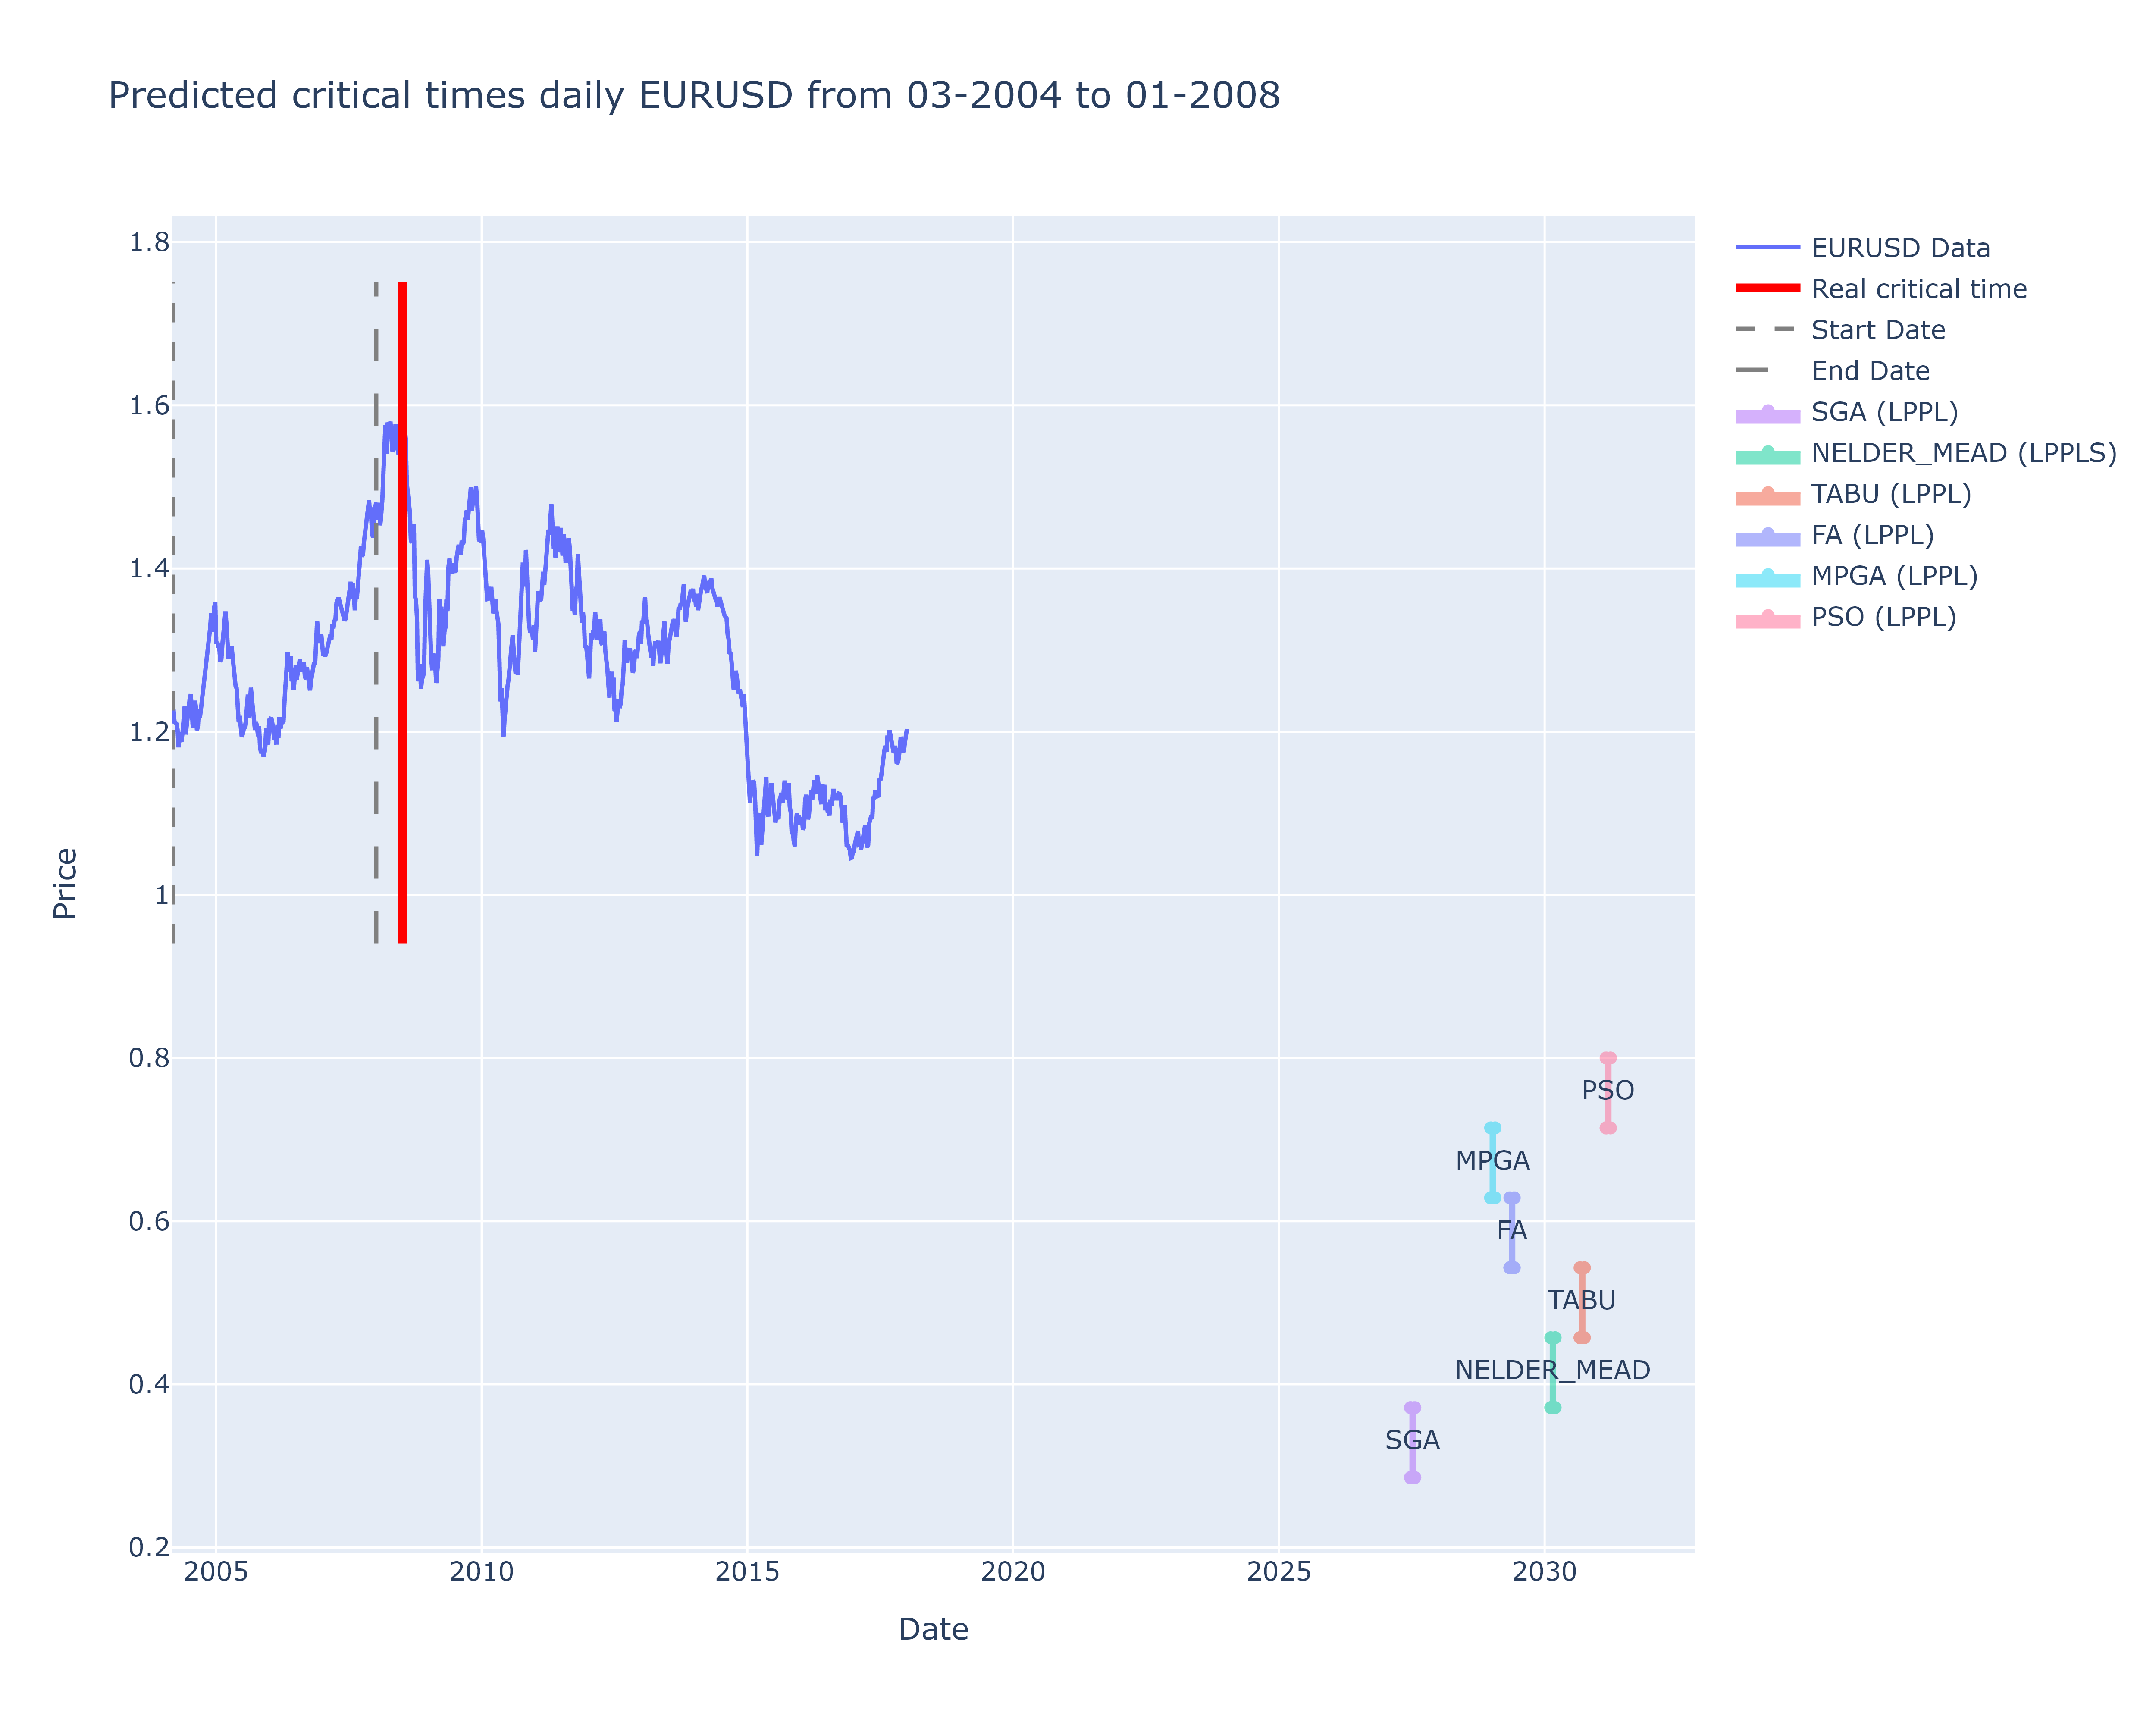 Predicted critical times daily EURUSD from 03-2004 to 01-2008
1.8
1.6
1.4
1.2
1
0.8
0.6
0.4
0.2
Price
2005
2010
2015
2020
2025
2030
Date
EURUSD Data
Real critical time
Start Date
End Date
SGA (LPPL)
NELDER_MEAD (LPPLS)
TABU (LPPL)
FA (LPPL)
MPGA (LPPL)
PSO (LPPL)
PSO
MPGA
FA
TABU
NELDER_MEAD
SGA